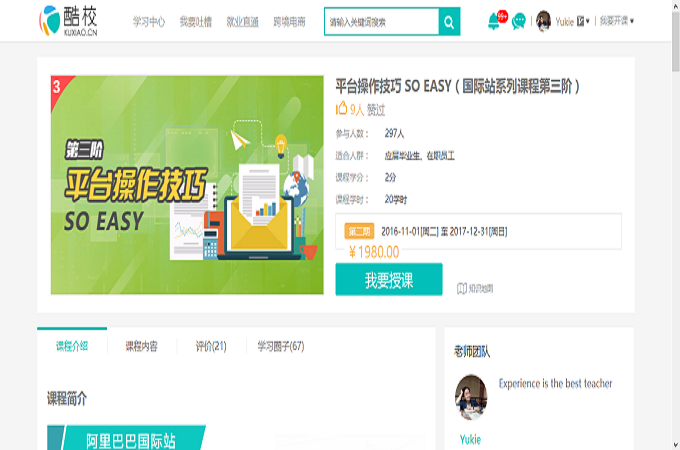 酷校
KUXIAO.CN
学习中心 我要吐槽 就业直通 跨境电商
请输入关键词搜索
99+
Yukie
我要开课
3
第三阶
平台操作技巧
SO EASY
平台操作技巧 SO EASY ( 国际站系列课程第三阶 )
9人 赞过
参与人数： 297人
适合人群： 应届毕业生、在职员工
课程学分： 2分
课程学时： 20学时
第二期 2016-11-01[周二] 至 2017-12-31[周日]
¥ 1980.00
我要授课
知识地图
课程介绍 课程内容 评价(21) 学习圈子(67)
课程简介
阿里巴巴国际站
老师团队
Experience is the best teacher
Yukie